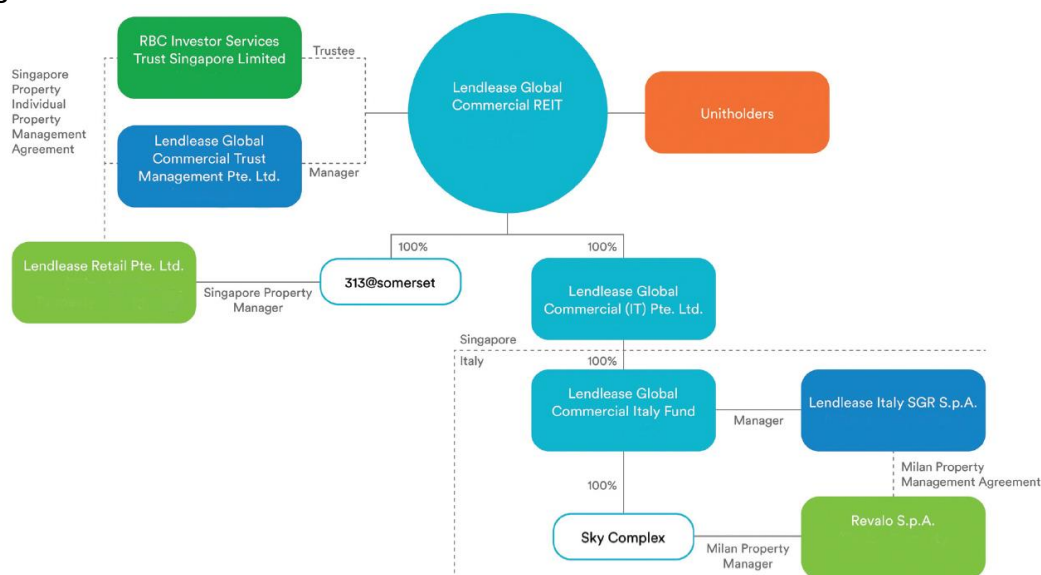 RBC Investor Services
Trust Singapore Limited
Trustee
Lendlease Global
Commercial REIT
Unitholders
Singapore
Property
Individual
Property
Management
Agreement
Lendlease Global
Commercial Trust
Management Pte. Ltd.
Manager
100%
100%
Lendlease Retail Pte. Ltd.
Singapore Property
Manager
313@somerset
Lendlease Global
Commercial (IT) Pte. Ltd.
Singapore
Italy
100%
Lendlease Global
Commercial Italy Fund
Manager
Lendlease Italy SGR S.p.A.
Milan Property
Management Agreement
100%
Sky Complex
Milan Property
Manager
Revalo S.p.A.